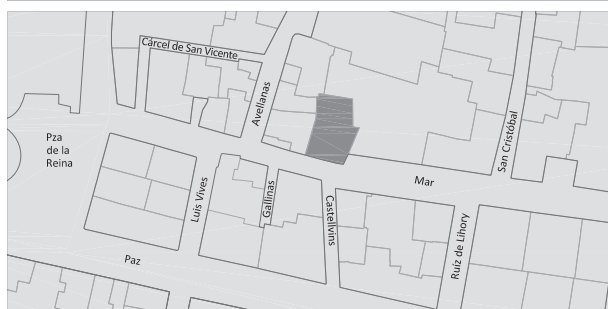 Cárcel de San Vicente
Avellanas
San Cristóbal
Pza
de la
Reina
Mar
Luis Vives
Gallinas
Castellvins
Ruiz de Lihory
Paz